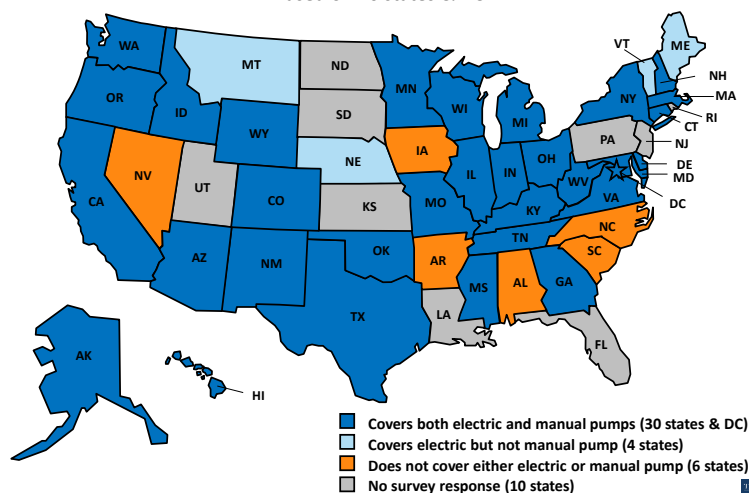 WA
MT
ND
VT
ME
OR
ID
MN
NH
SD
WI
NY
MA
WY
MI
RI
CT
NV
NE
IA
PA
NJ
UT
IL
IN
OH
DE
CA
CO
WV
MD
KS
MO
VA
DC
KY
NC
AZ
NM
OK
AR
TN
SC
MS
AL
GA
TX
LA
FL
AK
HI
Covers both electric and manual pumps (30 states & DC)
Covers electric but not manual pump (4 states)
Does not cover either electric or manual pump (6 states)
No survey response (10 states)